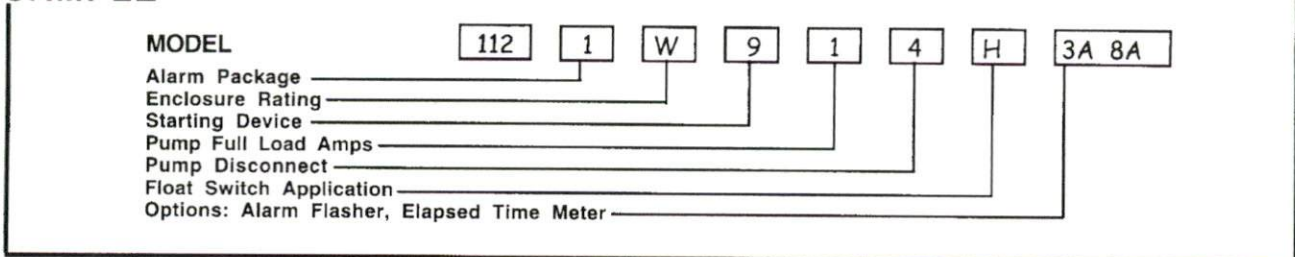 MODEL 112 1 W 9 1 4 H 3A 8A
Alarm Package
Enclosure Rating
Starting Device
Pump Full Load Amps
Pump Disconnect
Float Switch Application
Options: Alarm Flasher, Elapsed Time Meter